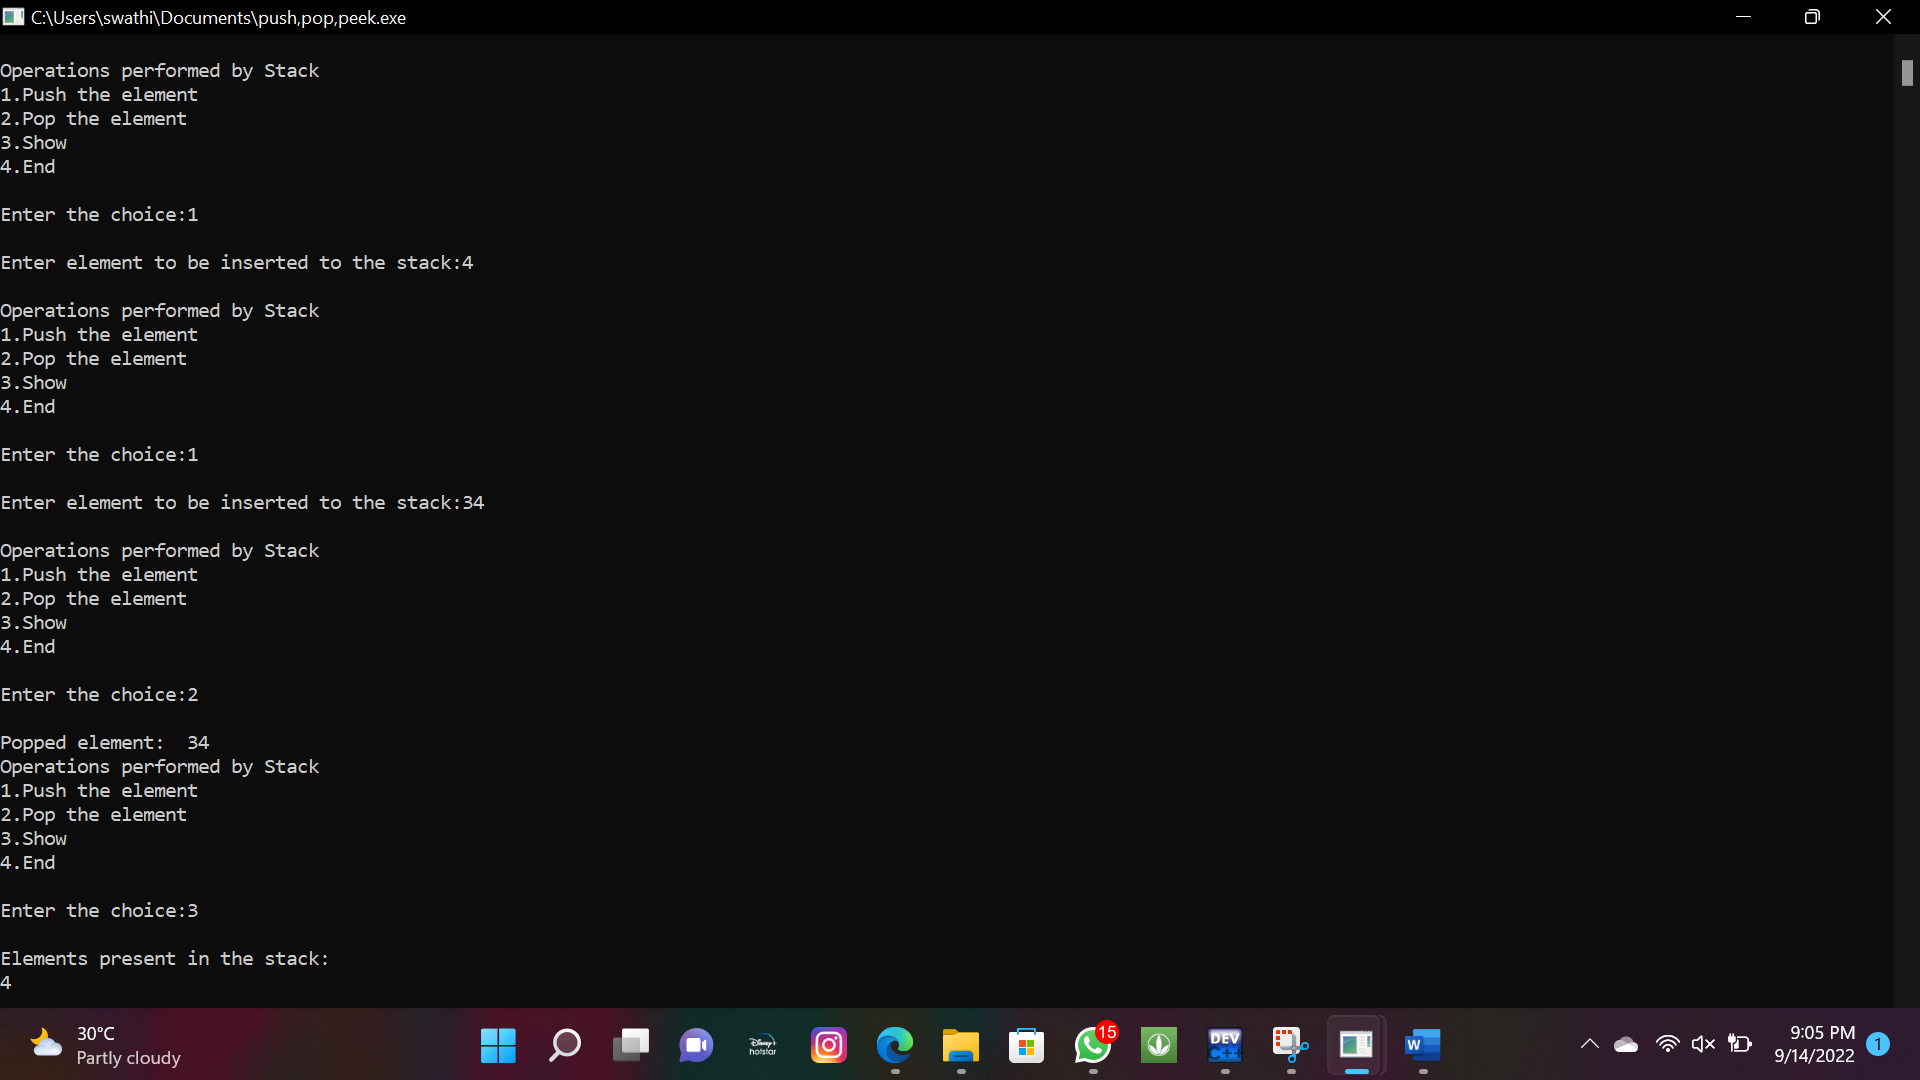 C:\Users\swathi\Documents\push,pop,peek.exe
Operations performed by Stack
1.Push the element
2.Pop the element
3.Show
4.End
Enter the choice:1
Enter element to be inserted to the stack:4
Operations performed by Stack
1.Push the element
2.Pop the element
3.Show
4.End
Enter the choice:1
Enter element to be inserted to the stack:34
Operations performed by Stack
1.Push the element
2.Pop the element
3.Show
4.End
Enter the choice:2
Popped element:  34
Operations performed by Stack
1.Push the element
2.Pop the element
3.Show
4.End
Enter the choice:3
Elements present in the stack:
4
30°C
Partly cloudy
Disney+
hotstar
15
DEV
C++
W
9:05 PM
9/14/2022
1